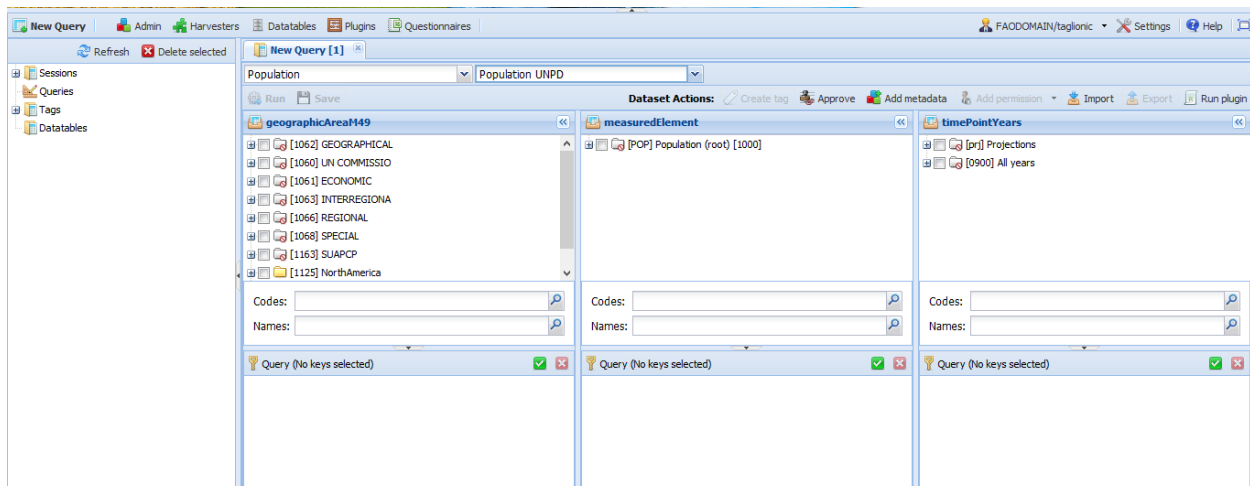 New Query Admin Harvesters Datatables Plugins Questionnaires FAODOMAIN/taglionic Settings Help
Refresh Delete selected
New Query [1]
Sessions
Queries
Tags
Datatables
Population Population UNPD
Run Save Dataset Actions: Create tag Approve Add metadata Add permission Import Export Run plugin
geographicAreaM49
[1062] GEOGRAPHICAL
[1060] UN COMMISSIO
[1061] ECONOMIC
[1063] INTERREGIONA
[1066] REGIONAL
[1068] SPECIAL
[1163] SUAPCP
[1125] NorthAmerica
Codes:
Names:
Query (No keys selected)
measuredElement
[POP] Population (root) [1000]
Codes:
Names:
Query (No keys selected)
timePointYears
[prj] Projections
[0900] All years
Codes:
Names:
Query (No keys selected)